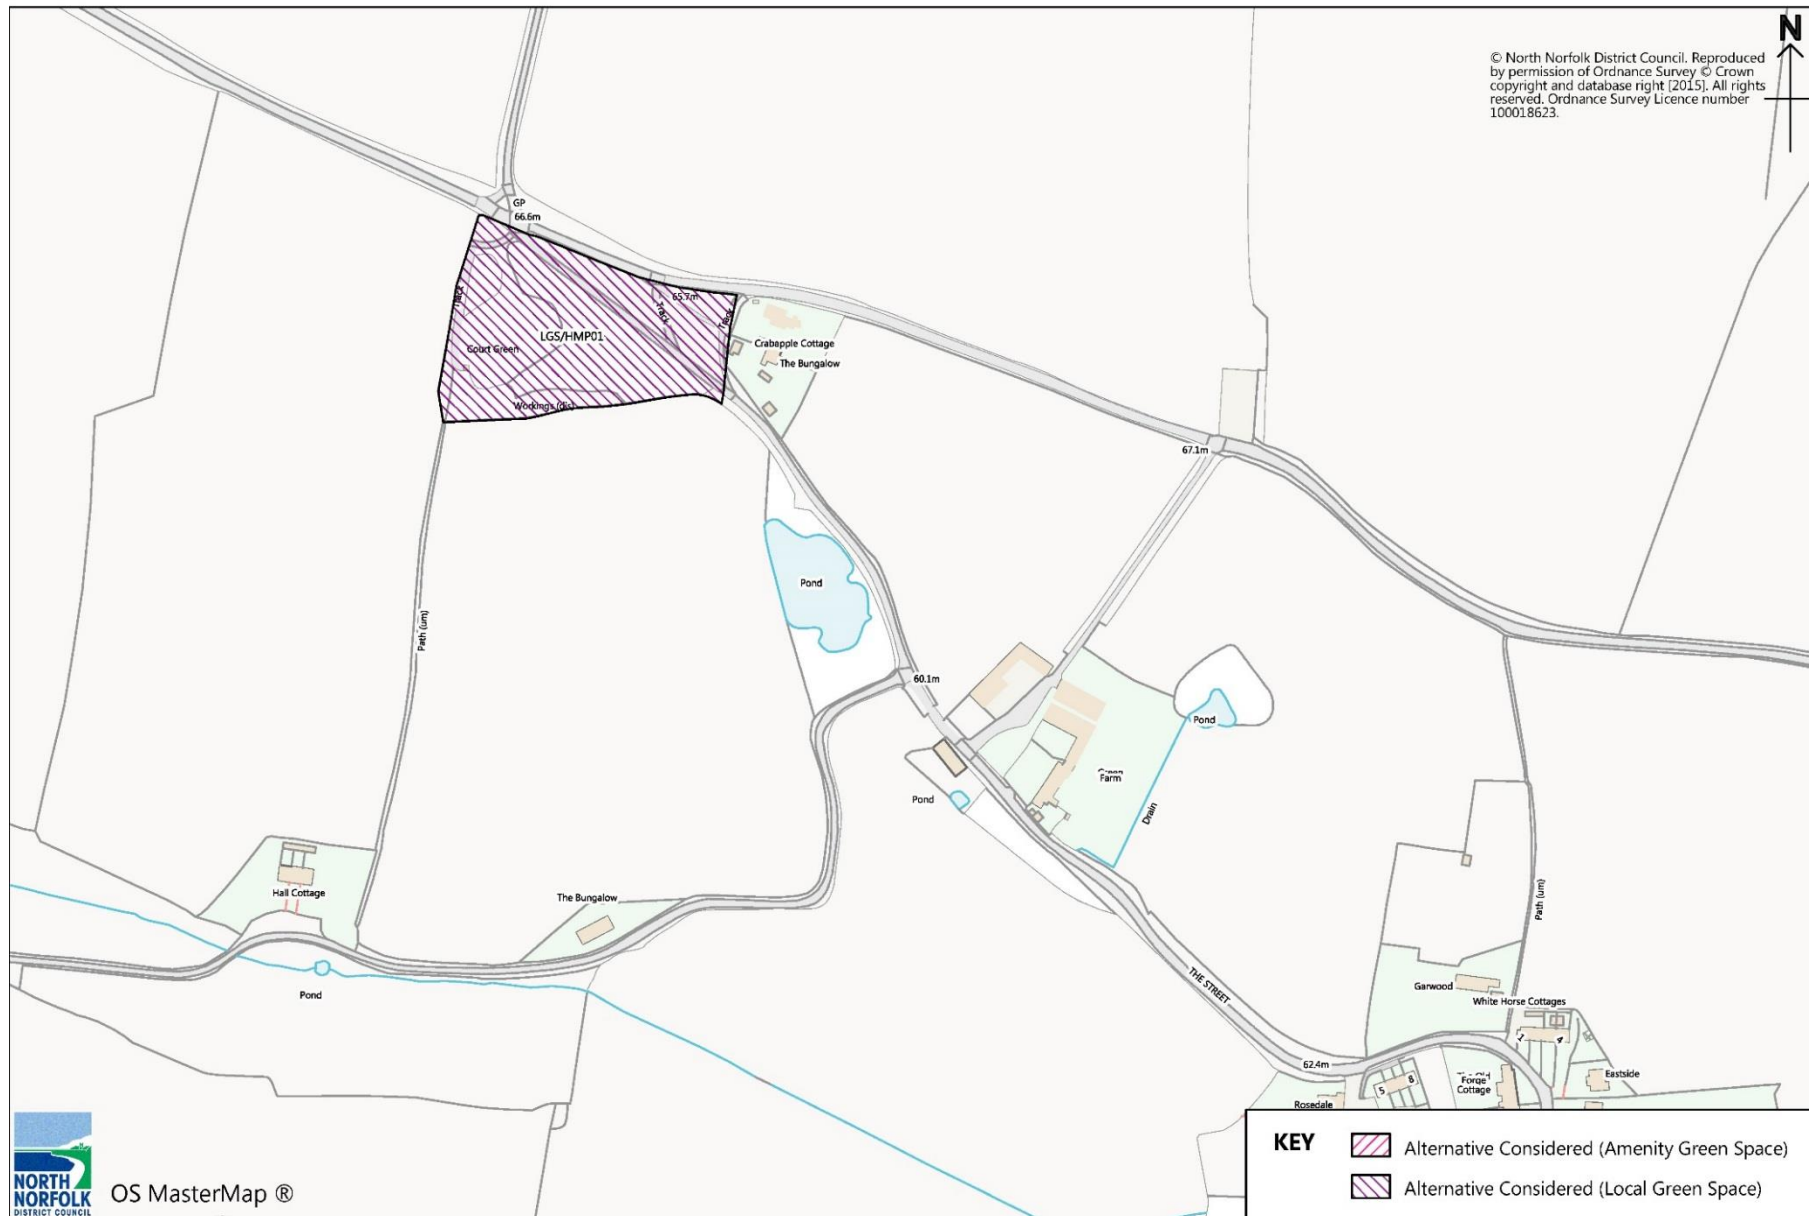 N
© North Norfolk District Council. Reproduced
by permission of Ordnance Survey © Crown
copyright and database right [2015]. All rights
reserved. Ordnance Survey Licence number
100018623.
GP
66.6m
65.7m
Track
Track
Track
LGS/HMP01
Court Green
Workings (dis)
Crabapple Cottage
The Bungalow
67.1m
Pond
Path (um)
60.1m
Pond
Farm
Pond
Drain
Hall Cottage
The Bungalow
Pond
Path (um)
THE STREET
Garwood
White Horse Cottages
1
4
62.4m
5
8
Forge
Cottage
Eastside
Rosedale
KEY
Alternative Considered (Amenity Green Space)
Alternative Considered (Local Green Space)
NORTH
NORFOLK
DISTRICT COUNCIL
OS MasterMap ®